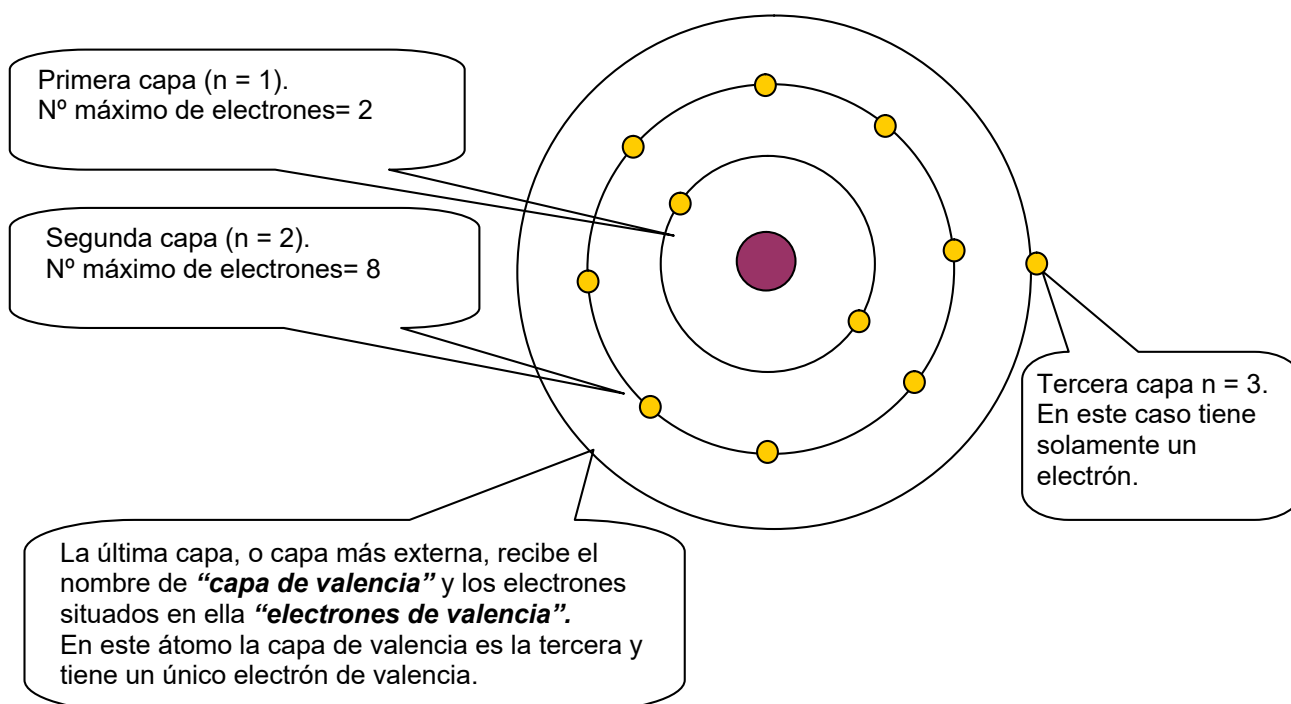 Primera capa (n = 1).
Nº máximo de electrones= 2
Segunda capa (n = 2).
Nº máximo de electrones= 8
Tercera capa n = 3.
En este caso tiene
solamente un
electrón.
La última capa, o capa más externa, recibe el
nombre de “capa de valencia” y los electrones
situados en ella “electrones de valencia”.
En este átomo la capa de valencia es la tercera y
tiene un único electrón de valencia.